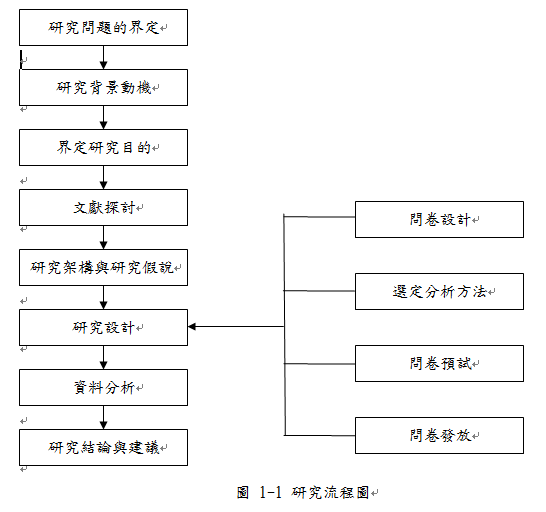 研究問題的界定
研究背景動機
界定研究目的
文獻探討
研究架構與研究假說
研究設計
資料分析
研究結論與建議
問卷設計
選定分析方法
問卷預試
問卷發放
圖 1-1 研究流程圖